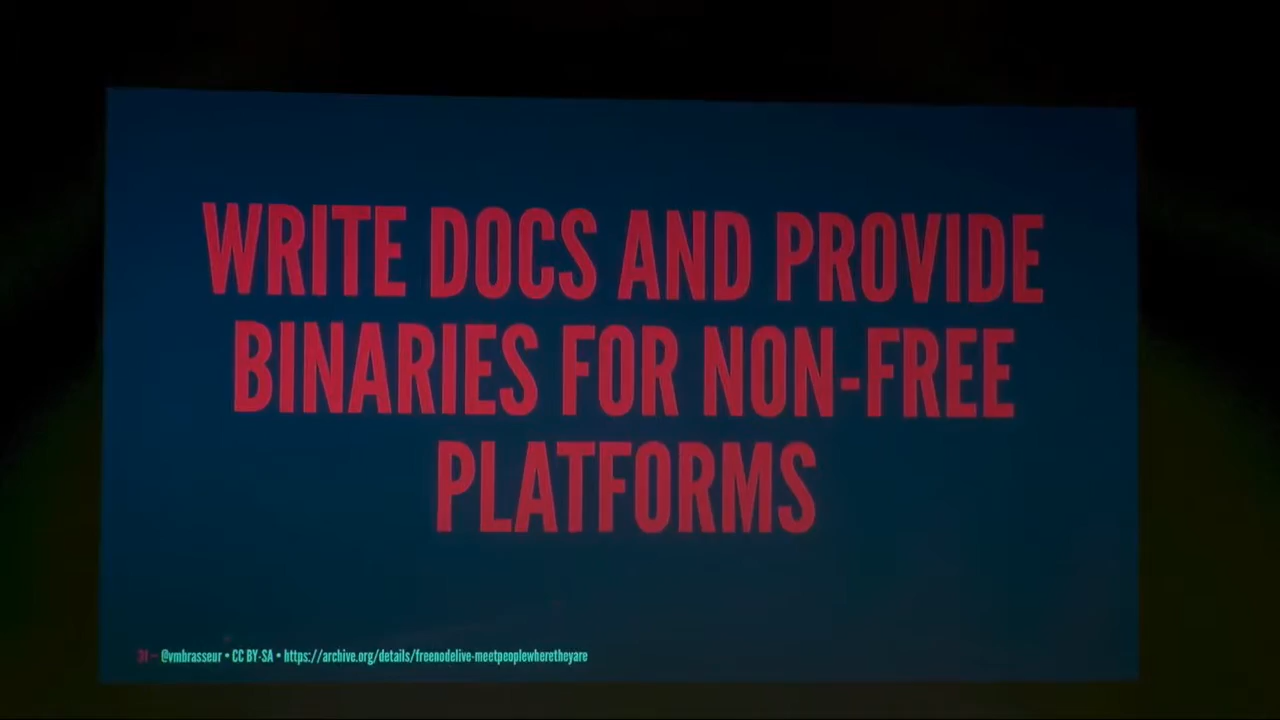 WRITE DOCS AND PROVIDE
BINARIES FOR NON-FREE
PLATFORMS
31 — @vmbrasseur • CC BY-SA • https://archive.org/details/freenodelive-meetpeoplewheretheyare